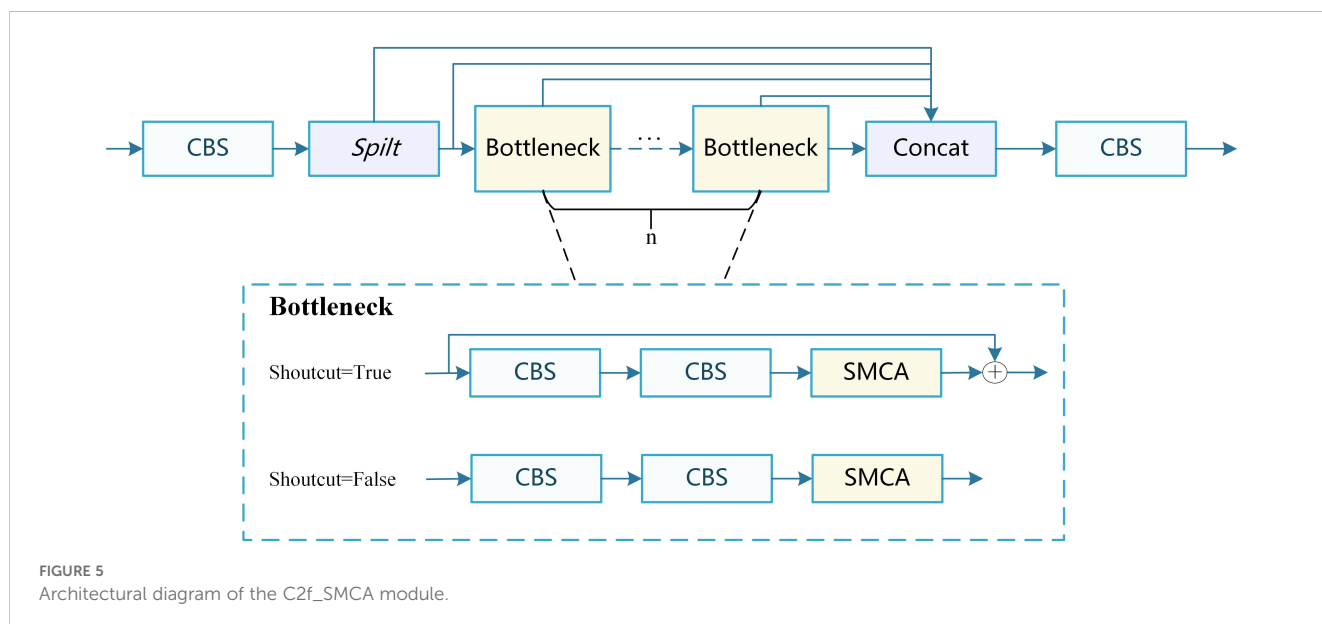 CBS
Spilt
Bottleneck
...
Bottleneck
Concat
CBS
n
Bottleneck
Shoutcut=True
CBS
CBS
SMCA
+
Shoutcut=False
CBS
CBS
SMCA
FIGURE 5
Architectural diagram of the C2f_SMCA module.